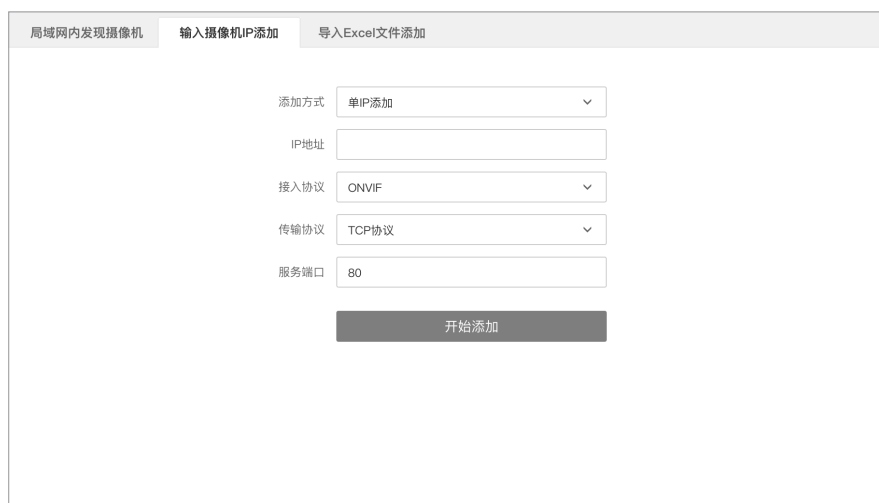 局域网内发现摄像机 输入摄像机IP添加 导入Excel文件添加
添加方式 单IP添加
IP地址
接入协议 ONVIF
传输协议 TCP协议
服务端口 80
开始添加